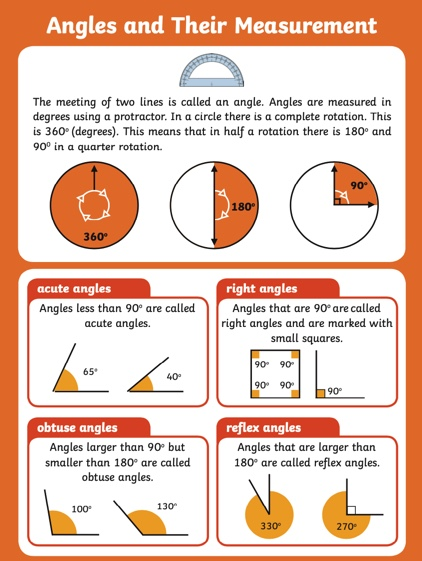 Angles and Their Measurement
The meeting of two lines is called an angle. Angles are measured in
degrees using a protractor. In a circle there is a complete rotation. This
is 360° (degrees). This means that in half a rotation there is 180° and
90⁰ in a quarter rotation.
360°
180°
90°
acute angles
Angles less than 90° are called
acute angles.
65°
40°
right angles
Angles that are 90° are called
right angles and are marked with
small squares.
90° 90°
90° 90°
90°
obtuse angles
Angles larger than 90° but
smaller than 180° are called
obtuse angles.
100°
130°
reflex angles
Angles that are larger than
180° are called reflex angles.
330°
270°